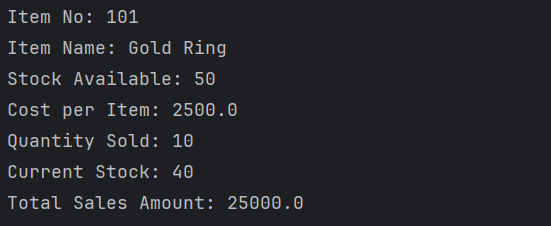 Item No: 101
Item Name: Gold Ring
Stock Available: 50
Cost per Item: 2500.0
Quantity Sold: 10
Current Stock: 40
Total Sales Amount: 25000.0